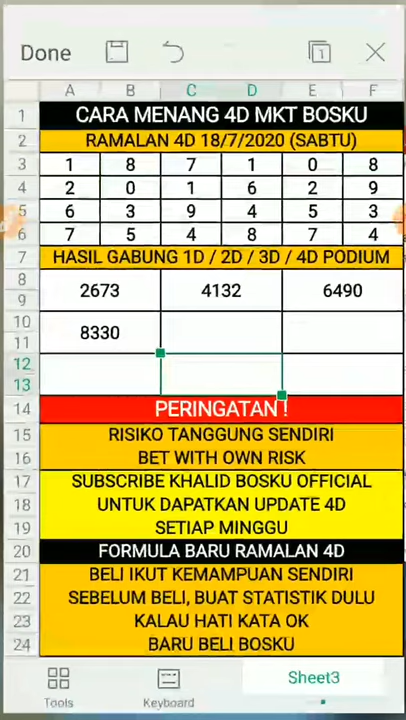 Done
A B C D E F
1 CARA MENANG 4D MKT BOSKU
2 RAMALAN 4D 18/7/2020 (SABTU)
3 1 8 7 1 0 8
4 2 0 1 6 2 9
5 6 3 9 4 5 3
6 7 5 4 8 7 4
7 HASIL GABUNG 1D / 2D / 3D / 4D PODIUM
8
2673 4132 6490
9
10
8330
11
12
13
14 PERINGATAN !
15 RISIKO TANGGUNG SENDIRI
16 BET WITH OWN RISK
17 SUBSCRIBE KHALID BOSKU OFFICIAL
18 UNTUK DAPATKAN UPDATE 4D
19 SETIAP MINGGU
20 FORMULA BARU RAMALAN 4D
21 BELI IKUT KEMAMPUAN SENDIRI
22 SEBELUM BELI, BUAT STATISTIK DULU
23 KALAU HATI KATA OK
24 BARU BELI BOSKU
Tools Keyboard Sheet3